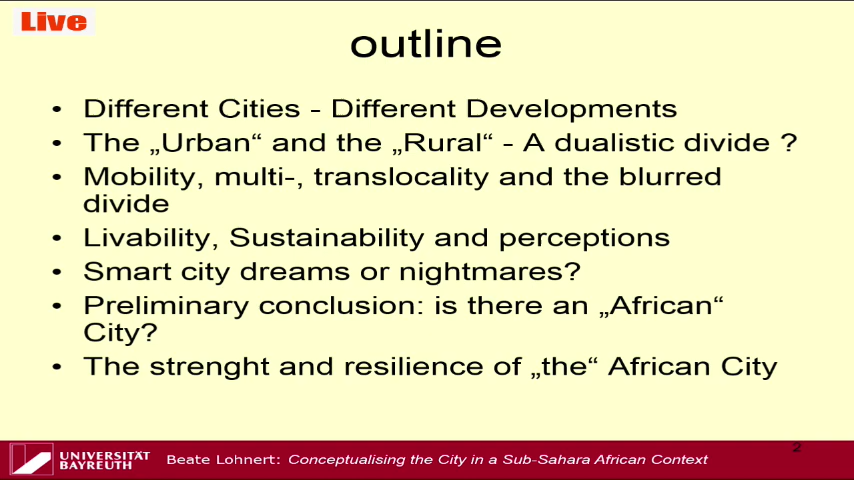 Live
outline
• Different Cities - Different Developments
• The „Urban“ and the „Rural“ - A dualistic divide ?
• Mobility, multi-, translocality and the blurred
divide
• Livability, Sustainability and perceptions
• Smart city dreams or nightmares?
• Preliminary conclusion: is there an „African“
City?
• The strenght and resilience of „the“ African City
2
UNIVERSITÄT
BAYREUTH
Beate Lohnert: Conceptualising the City in a Sub-Sahara African Context